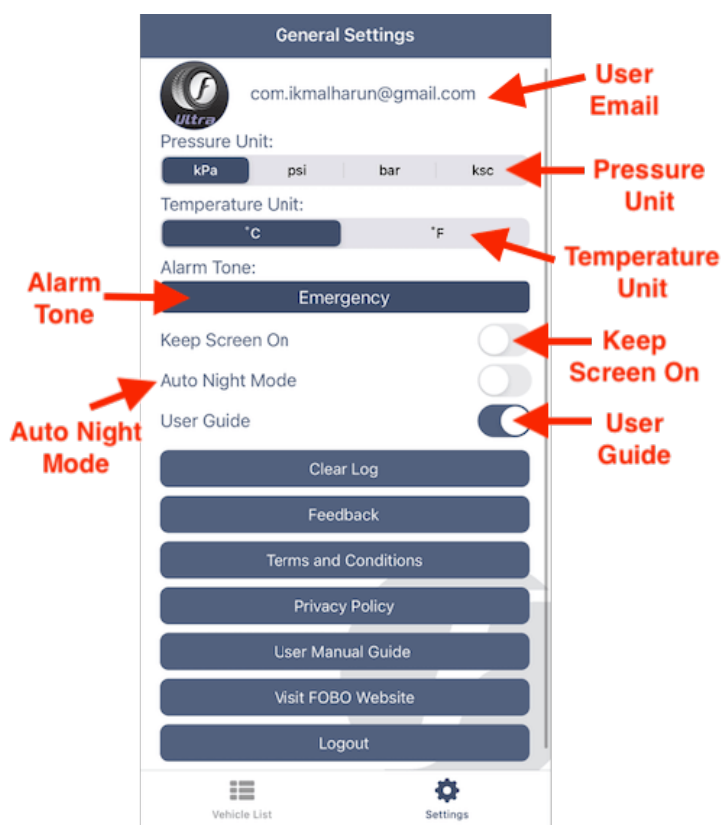 General Settings
Ultra
com.ikmalharun@gmail.com
User
Email
Pressure Unit:
kPa psi bar ksc
Pressure
Unit
Temperature Unit:
°C °F
Temperature
Unit
Alarm Tone:
Emergency
Alarm
Tone
Keep Screen On
Keep
Screen On
Auto Night Mode
Auto Night
Mode
User Guide
User
Guide
Clear Log
Feedback
Terms and Conditions
Privacy Policy
User Manual Guide
Visit FOBO Website
Logout
Vehicle List
Settings